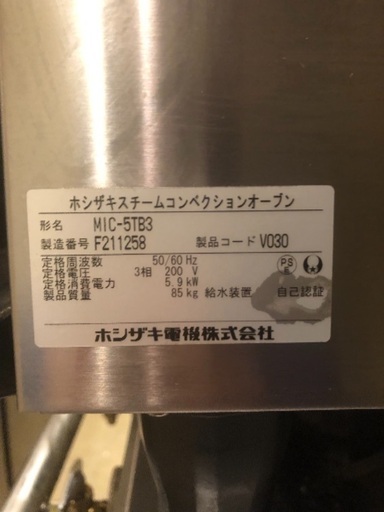 ホシザキスチームコンベクションオーブン
形名 MIC-5TB3
製造番号 F211258 製品コード V030
定格周波数 50/60 Hz
定格電圧 3相 200 V
定格消費電力 5.9 kW
製品質量 85 kg 給水装置 自己認証
PS
ホシザキ電機株式会社